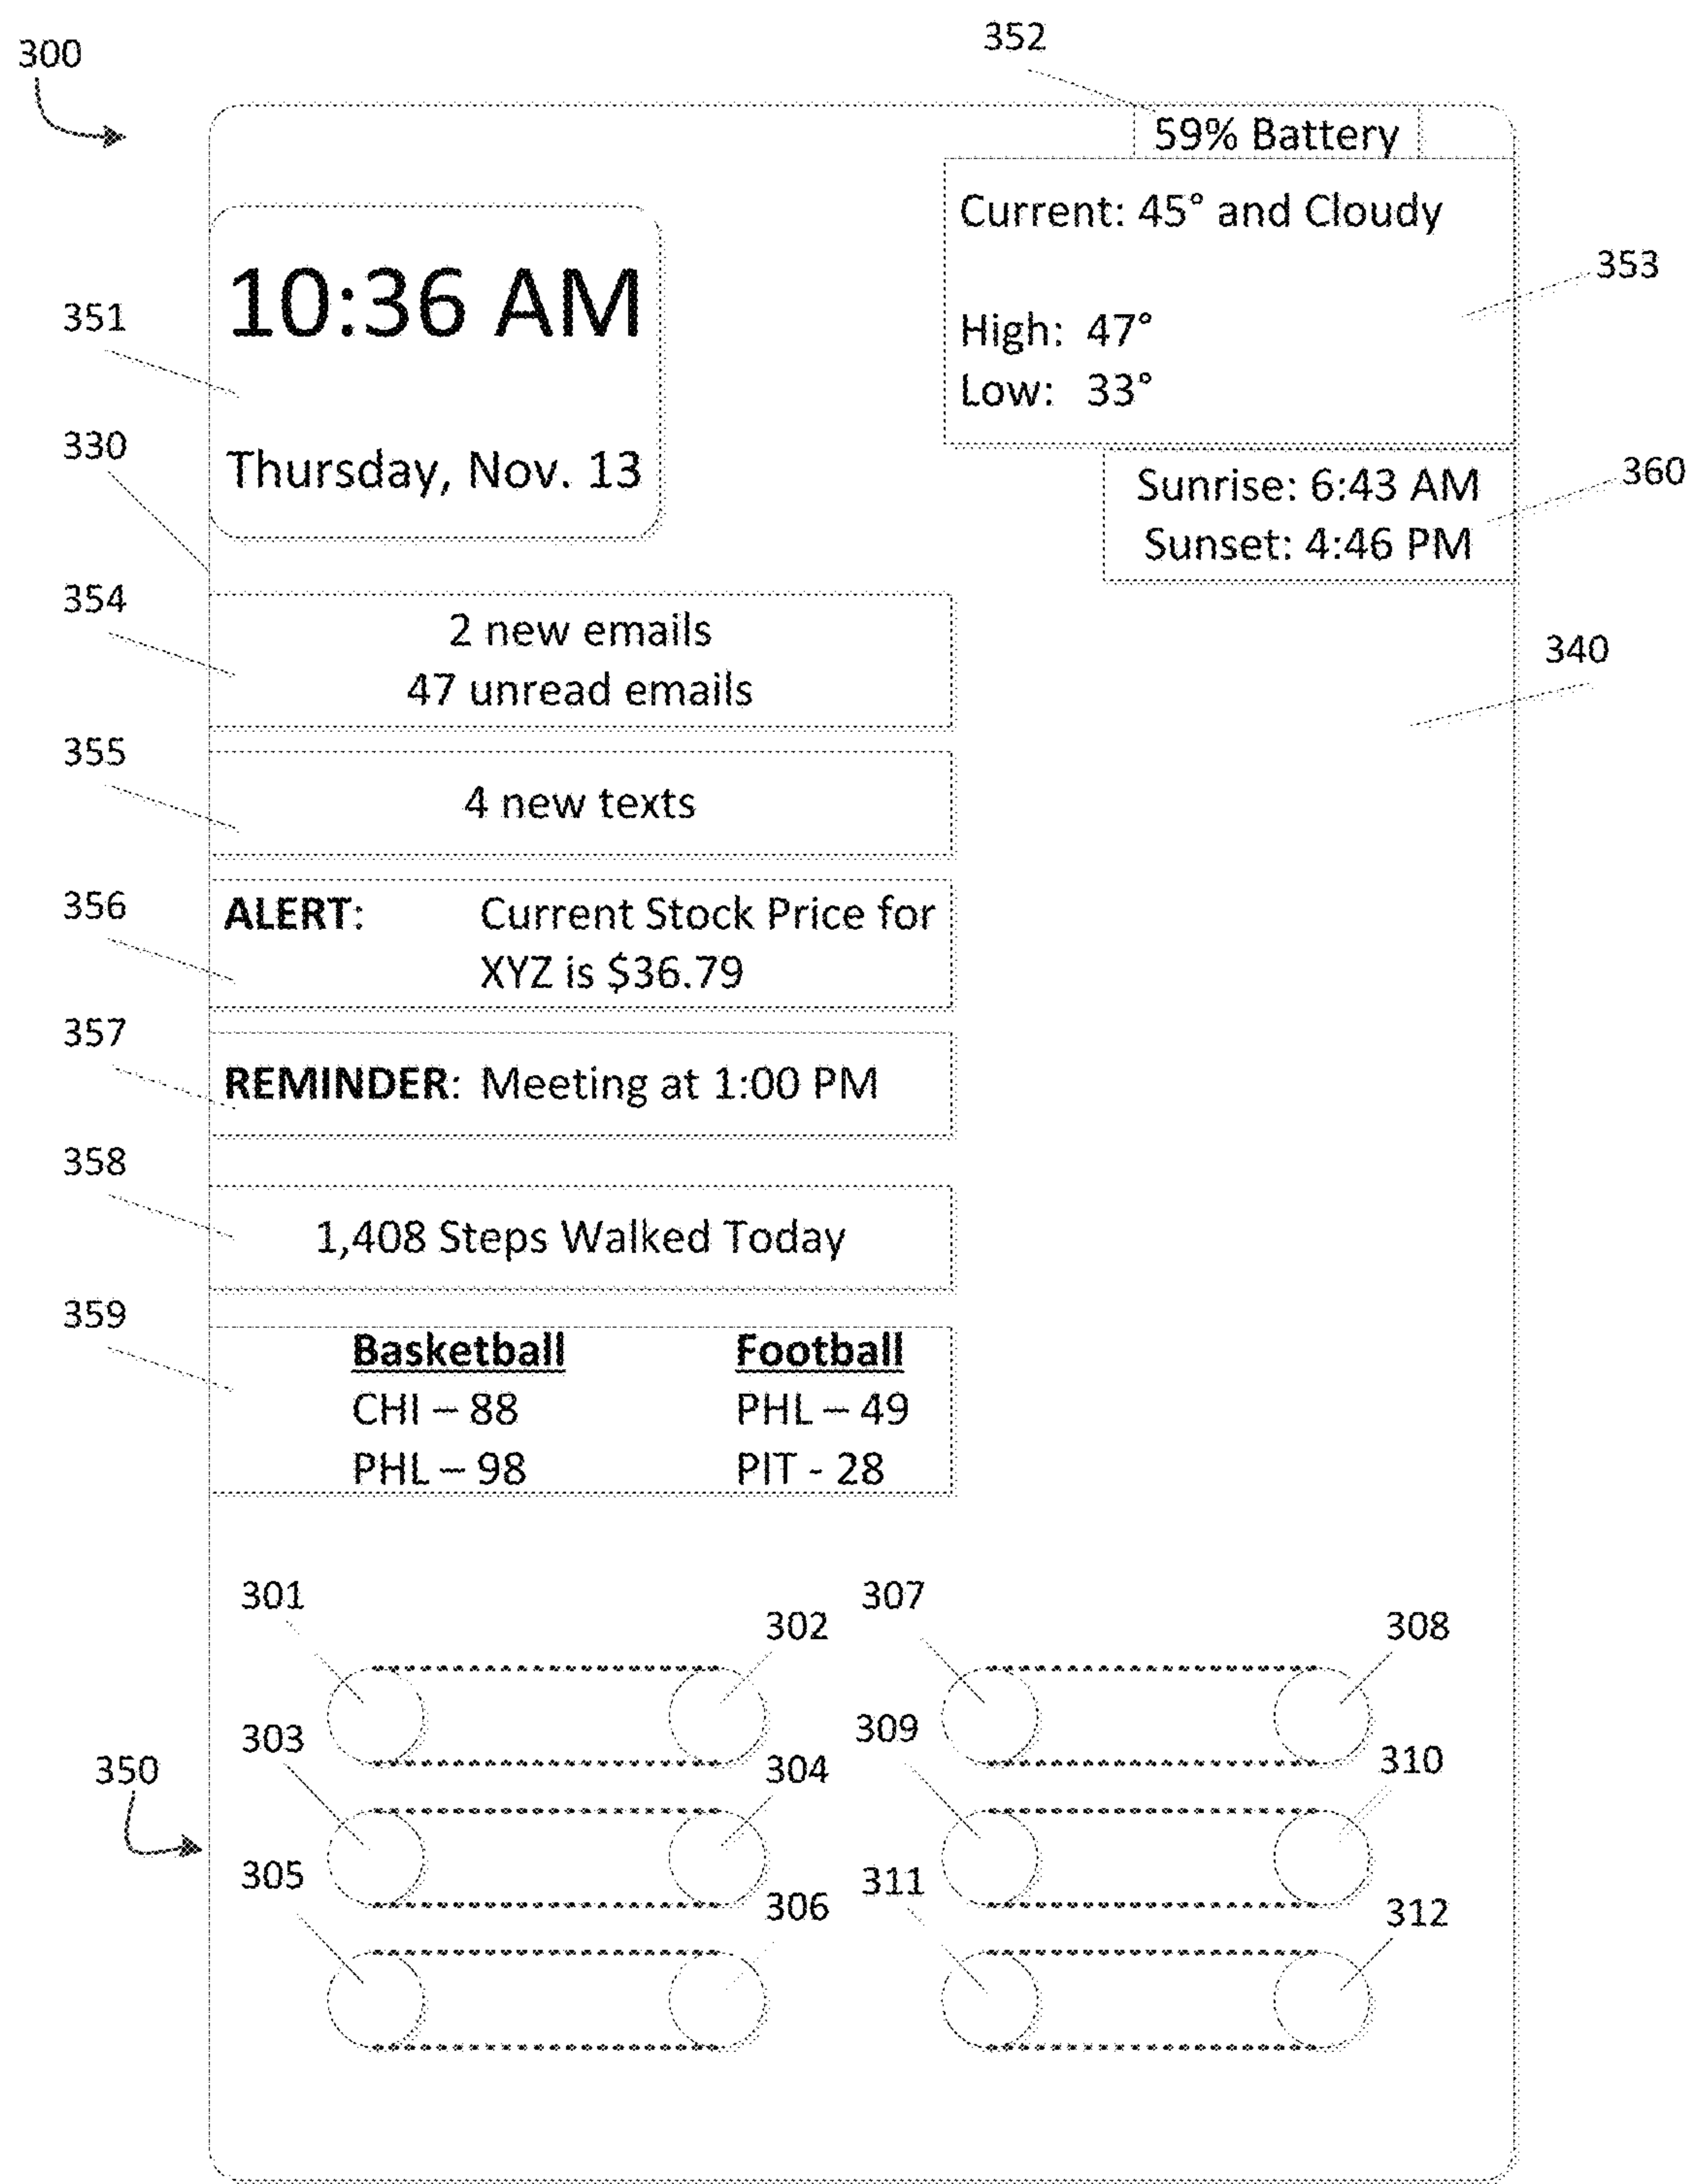 300
352
59% Battery
Current: 45° and Cloudy
353
High: 47°
Low: 33°
10:36 AM
351
Thursday, Nov. 13
330
Sunrise: 6:43 AM
360
Sunset: 4:46 PM
354
2 new emails
47 unread emails
340
355
4 new texts
356
ALERT: Current Stock Price for
XYZ is $36.79
357
REMINDER: Meeting at 1:00 PM
358
1,408 Steps Walked Today
359
Basketball Football
CHI – 88 PHL – 49
PHL – 98 PIT - 28
301 302 307 308
303 304 309 310
350
305 306 311 312